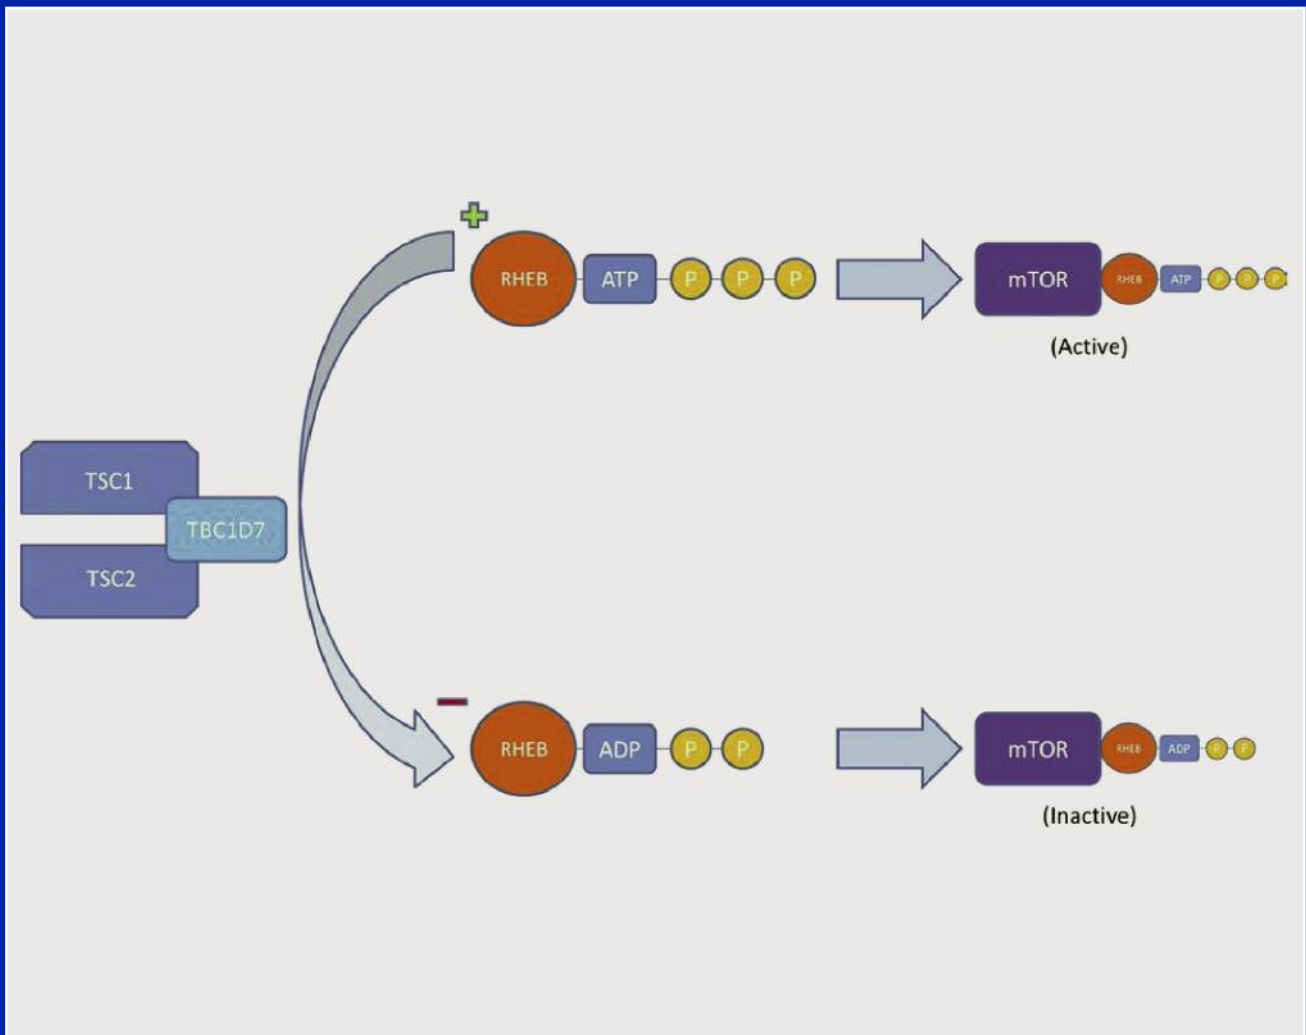 RHEB ATP P P P mTOR RHEB ATP P P P
(Active)
TSC1
TBC1D7
TSC2
RHEB ADP P P mTOR RHEB ADP P P
(Inactive)